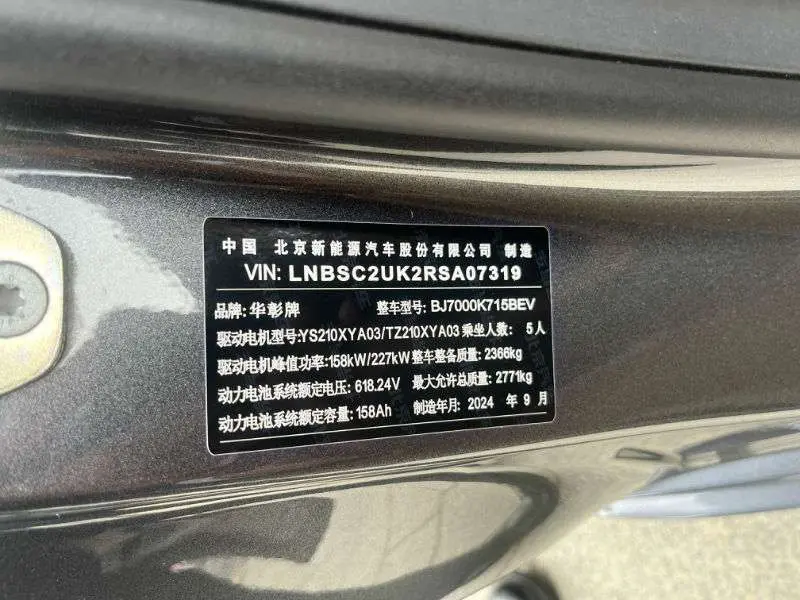 中国 北京新能源汽车股份有限公司 制造
VIN: LNBSC2UK2RSA07319
品牌: 华彰牌 整车型号: BJ7000K715BEV
驱动电机型号: YS210XYA03/TZ210XYA03 乘坐人数: 5人
驱动电机峰值功率: 158kW/227kW 整车整备质量: 2366kg
动力电池系统额定电压: 618.24V 最大允许总质量: 2771kg
动力电池系统额定容量: 158Ah 制造年月: 2024 年 9 月